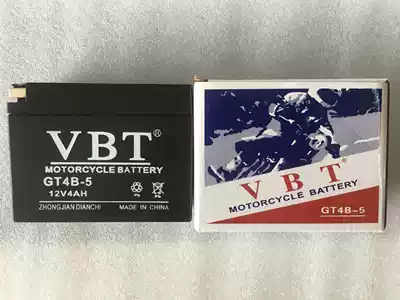 VBT®
MOTORCYCLE BATTERY
GT4B-5
12V4AH
ZHONGJIAN DIANCHI
MADE IN CHINA
VBT
MOTORCYCLE BATTERY
GT4B-5